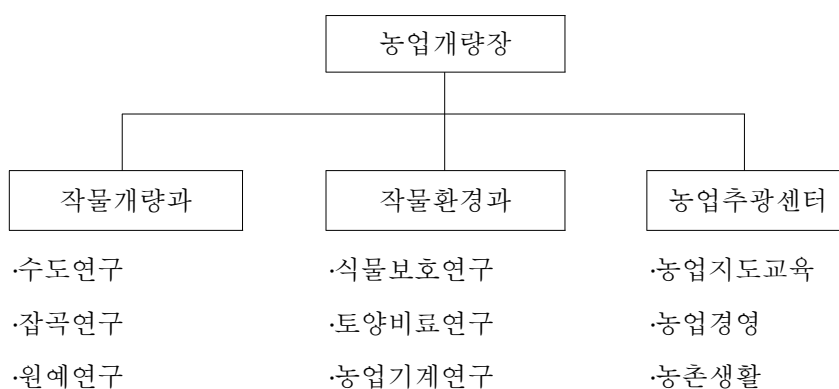 농업개량장
작물개량과
작물환경과
농업추광센터
·수도연구
·식물보호연구
·농업지도교육
·잡곡연구
·토양비료연구
·농업경영
·원예연구
·농업기계연구
·농촌생활